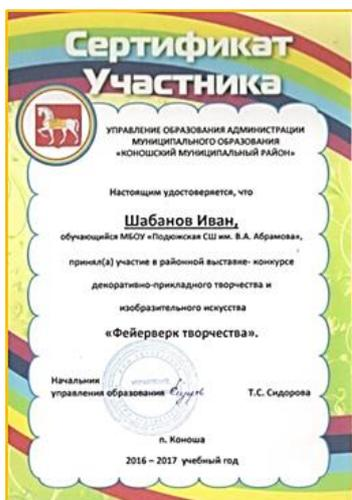 Сертификат
Участника
УПРАВЛЕНИЕ ОБРАЗОВАНИЯ АДМИНИСТРАЦИИ
МУНИЦИПАЛЬНОГО ОБРАЗОВАНИЯ
«КОНОШСКИЙ МУНИЦИПАЛЬНЫЙ РАЙОН»
Настоящим удостоверяется, что
Шабанов Иван,
обучающийся МБОУ «Подюжская СШ им. В.А. Абрамова»,
принял(а) участие в районной выставке- конкурсе
декоративно-прикладного творчества и
изобразительного искусства
«Фейерверк творчества».
Начальник
управления образования
Т.С. Сидорова
УПРАВЛЕНИЕ
п. Коноша
2016 – 2017 учебный год